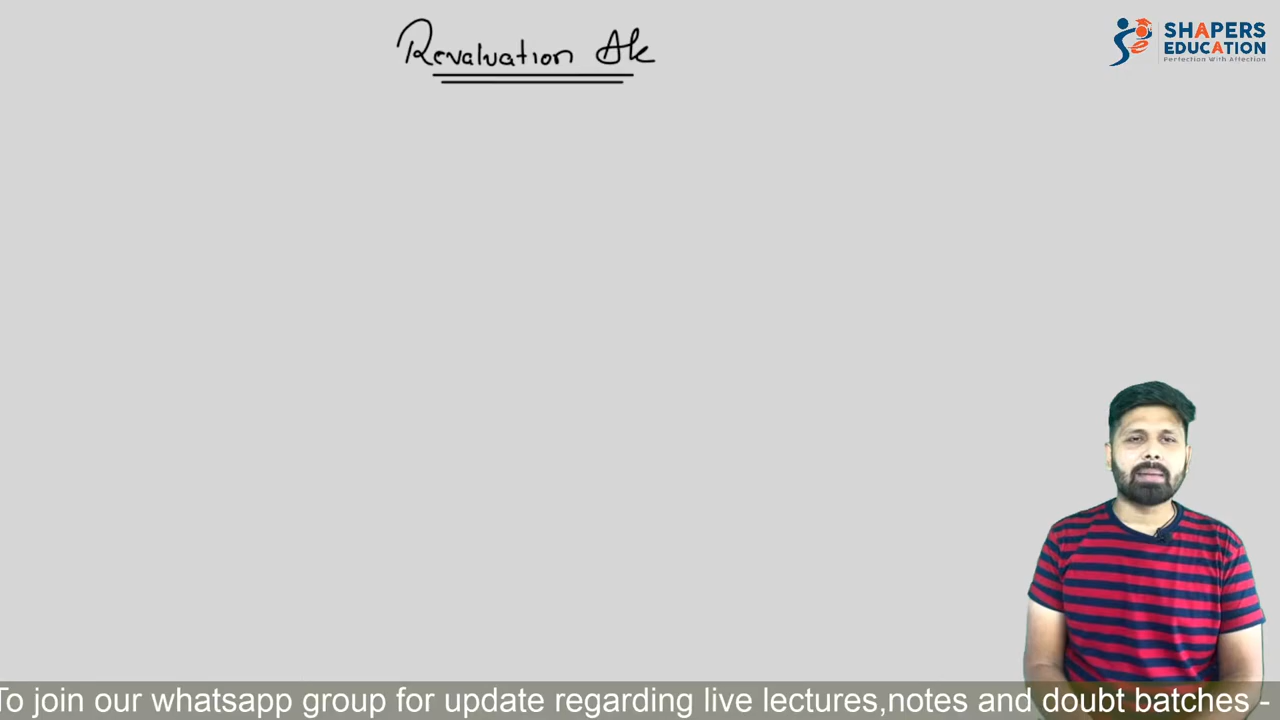 Revaluation A/c
SHAPERS
EDUCATION
Perfection With Affection
To join our whatsapp group for update regarding live lectures,notes and doubt batches -